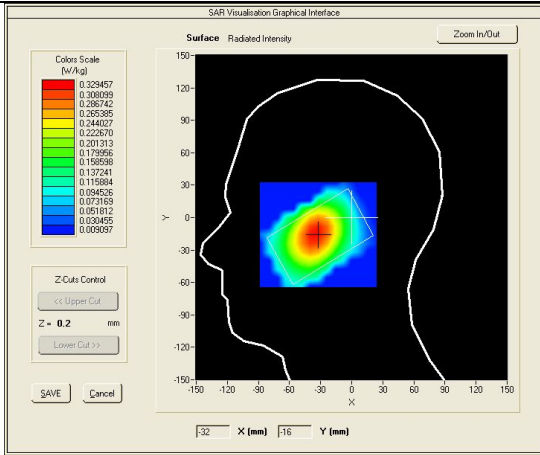 SAR Visualisation Graphical Interface
Surface Radiated Intensity
Zoom In/Out
Colors Scale
(W/kg)
0.329457
0.308099
0.286742
0.265385
0.244027
0.222670
0.201313
0.179956
0.158598
0.137241
0.115884
0.094526
0.073169
0.051812
0.030455
0.009097
Z-Cuts Control
<< Upper Cut
Z = 0.2 mm
Lower Cut >>
SAVE Cancel
150
120
90
60
30
0
-30
-60
-90
-120
-150
Y
-150 -120 -90 -60 -30 0 30 60 90 120 150
X
-32 X (mm) -16 Y (mm)